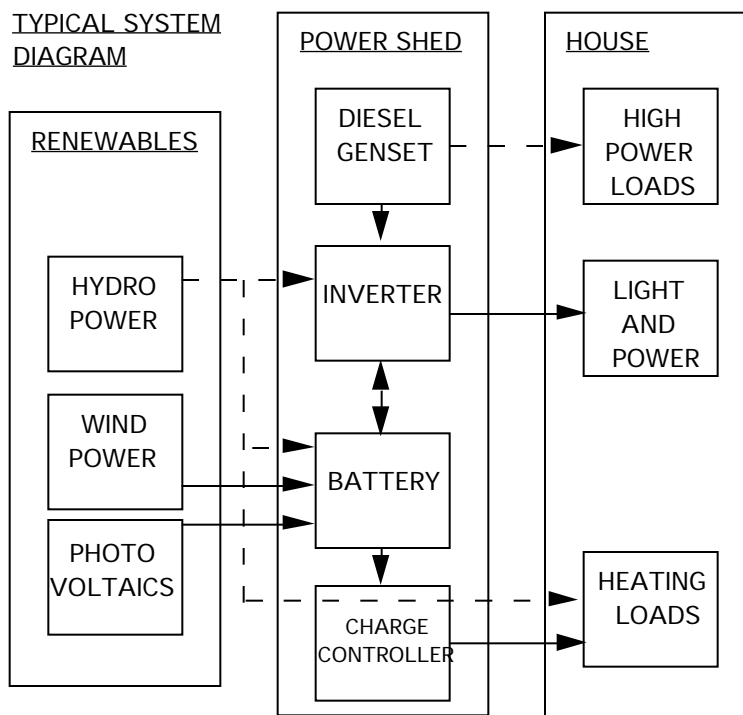 TYPICAL SYSTEM
DIAGRAM
RENEWABLES
HYDRO
POWER
WIND
POWER
PHOTO
VOLTAICS
POWER SHED
DIESEL
GENSET
INVERTER
BATTERY
CHARGE
CONTROLLER
HOUSE
HIGH
POWER
LOADS
LIGHT
AND
POWER
HEATING
LOADS